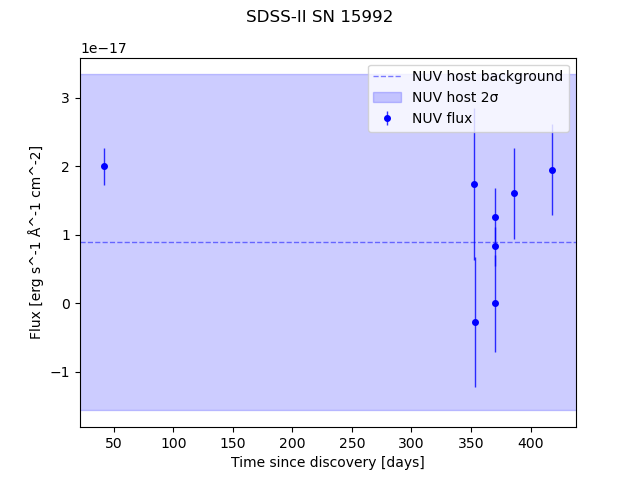 SDSS-II SN 15992
1e−17
NUV host background
NUV host 2σ
NUV flux
3
2
1
0
−1
Flux [erg s^-1 Å^-1 cm^-2]
50 100 150 200 250 300 350 400
Time since discovery [days]